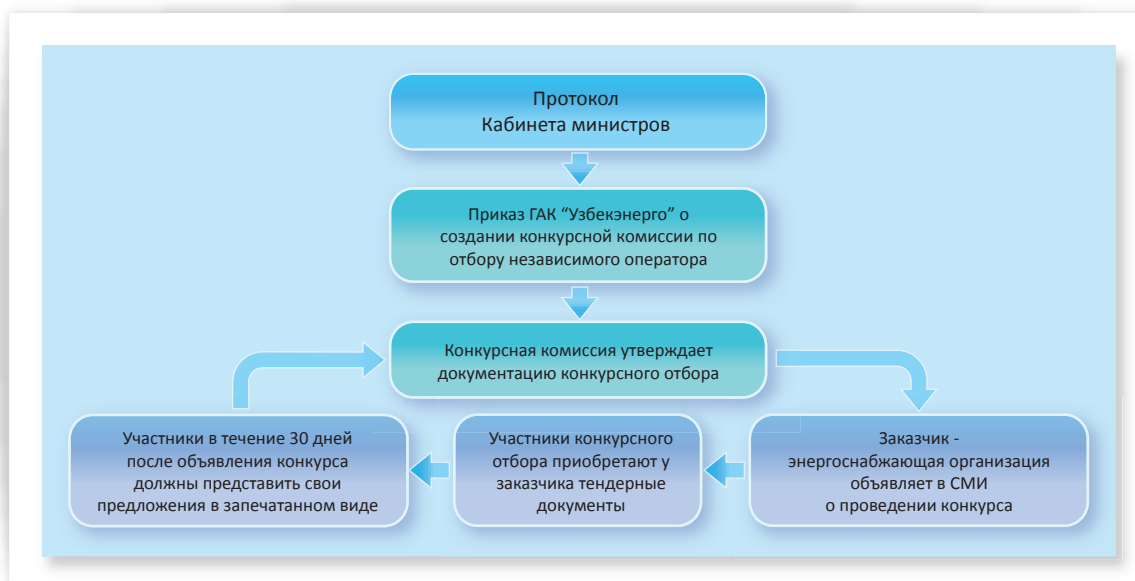 Протокол
Кабинета министров
Приказ ГАК “Узбекэнерго” о
создании конкурсной комиссии по
отбору независимого оператора
Конкурсная комиссия утверждает
документацию конкурсного отбора
Заказчик -
энергоснабжающая организация
объявляет в СМИ
о проведении конкурса
Участники конкурсного
отбора приобретают у
заказчика тендерные
документы
Участники в течение 30 дней
после объявления конкурса
должны представить свои
предложения в запечатанном виде